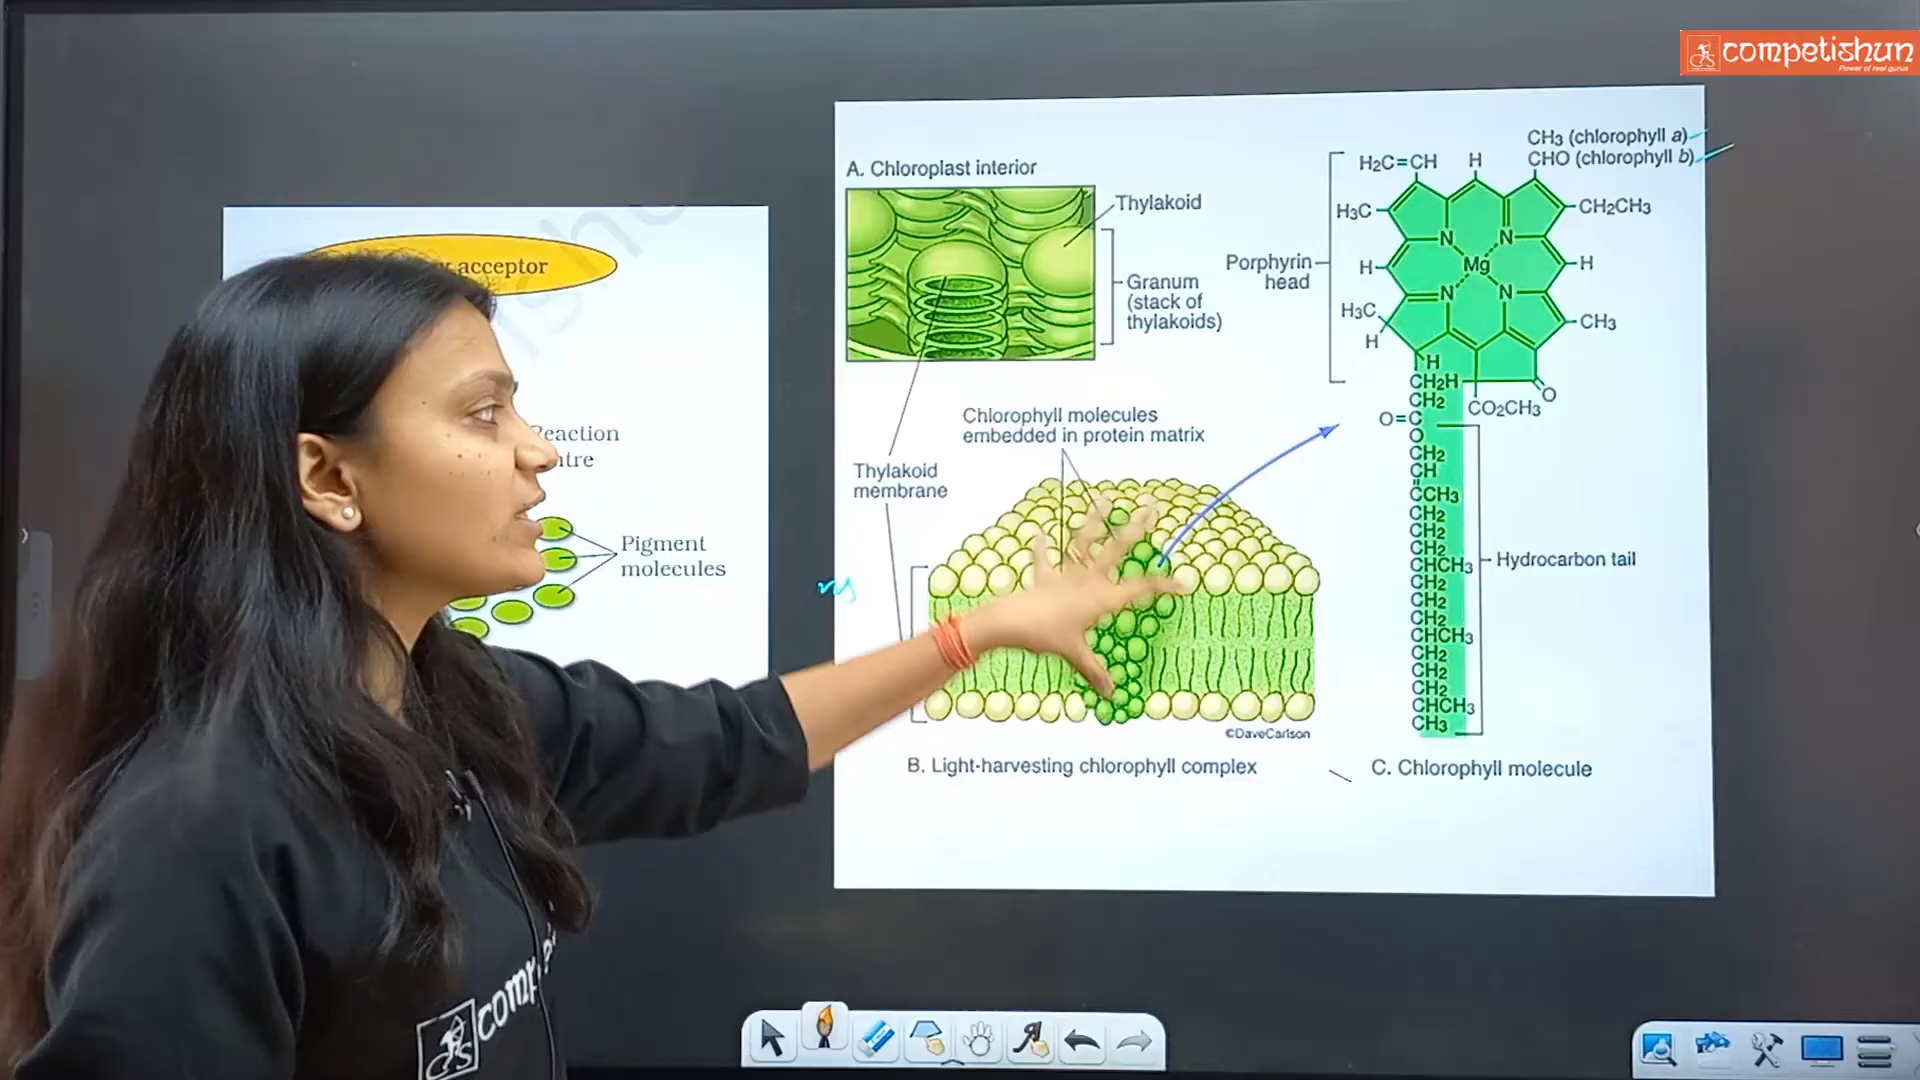 competishun
Power of real gurus
acceptor
Reaction
Pigment
molecules
A. Chloroplast interior
Thylakoid
Granum
(stack of
thylakoids)
Thylakoid
membrane
Chlorophyll molecules
embedded in protein matrix
©DaveCarlson
B. Light-harvesting chlorophyll complex
CH3 (chlorophyll a)
CHO (chlorophyll b)
H2C=CH
H
H3C
CH2CH3
N
N
Porphyrin
head
H
Mg
H
N
N
H3C
CH3
H
H
CH2H
CH2
O
CO2CH3
O=C
O
CH2
CH
CCH3
CH2
CH2
CH2
CHCH3
Hydrocarbon tail
CH2
CH2
CH2
CHCH3
CH2
CH2
CH2
CHCH3
CH3
C. Chlorophyll molecule